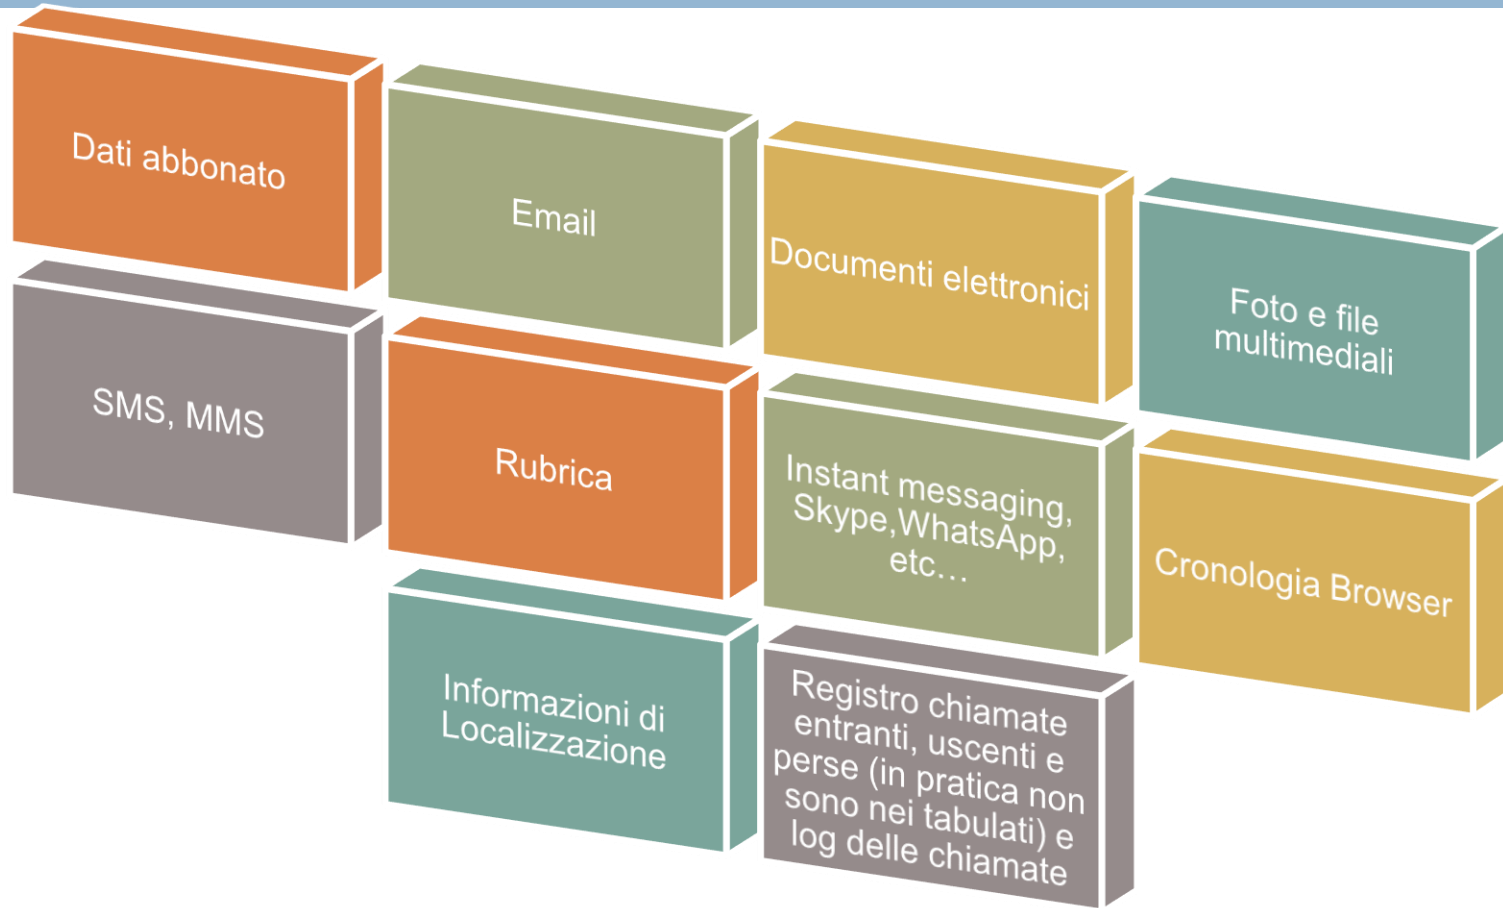 Dati abbonato
Email
Documenti elettronici
Foto e file
multimediali
SMS, MMS
Rubrica
Instant messaging,
Skype,WhatsApp,
etc…
Cronologia Browser
Informazioni di
Localizzazione
Registro chiamate
entranti, uscenti e
perse (in pratica non
sono nei tabulati) e
log delle chiamate